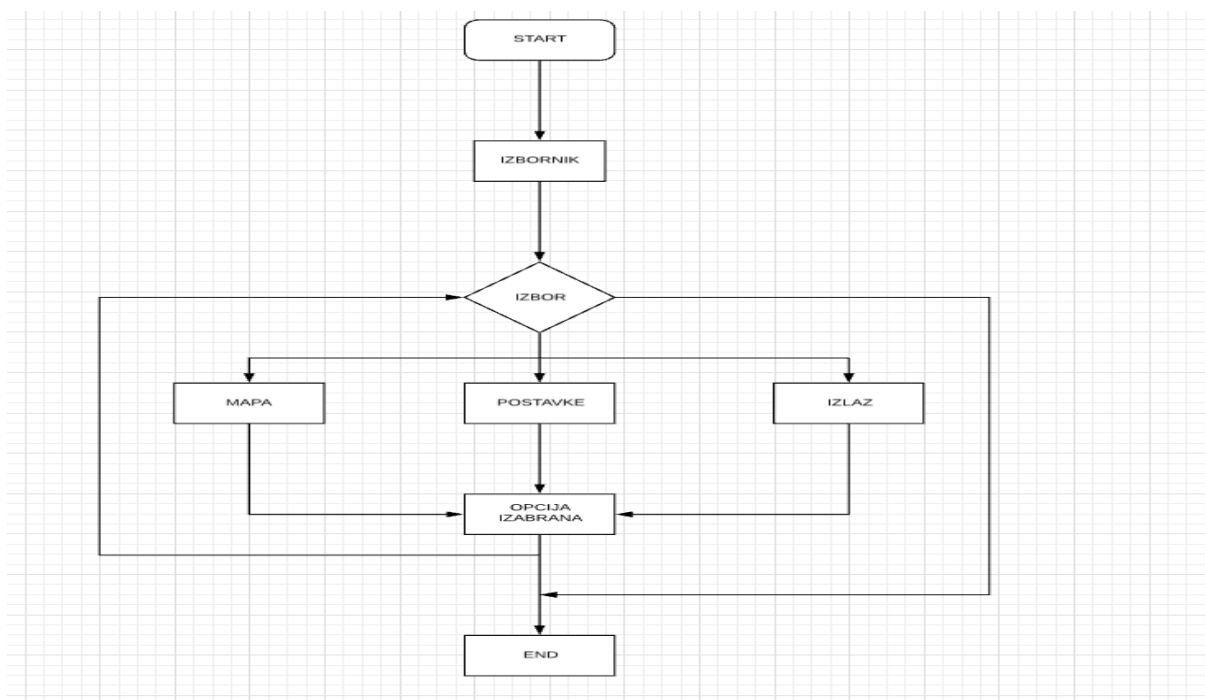 START
IZBORNIK
IZBOR
MAPA
POSTAVKE
IZLAZ
OPCIJA
IZABRANA
END